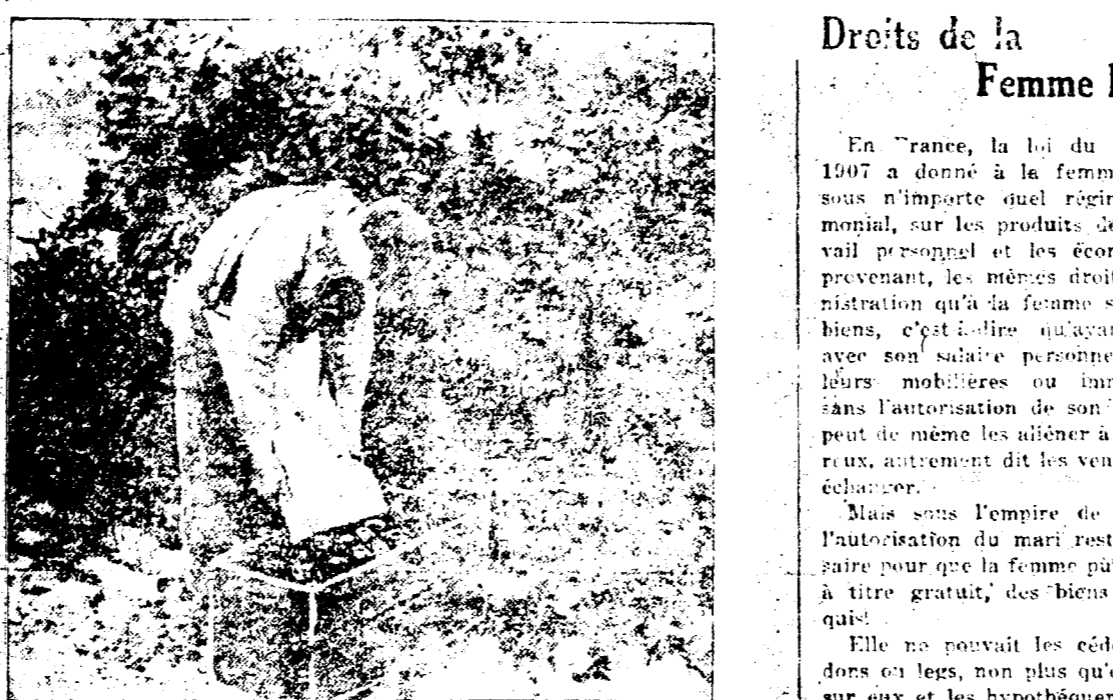 Droits de la
Femme
En France, la loi du
1907 a donné à la femm
sous n'importe quel régim
monial, sur les produits de
vail personnel et les écon
provenant, les mêmes droit
nistration qu'à la femme s
biens, c'est-à-dire qu'ayan
avec son salaire personne
leurs mobilières ou imm
sans l'autorisation de son
peut de même les aliéner à
reux, autrement dit les ven
échanger.
Mais sous l'empire de
l'autorisation du mari rest
saire pour que la femme pû
à titre gratuit, des biens
quis!
Elle ne pouvait les céde
dons ou legs, non plus qu'
sur eux et les hypothéquer